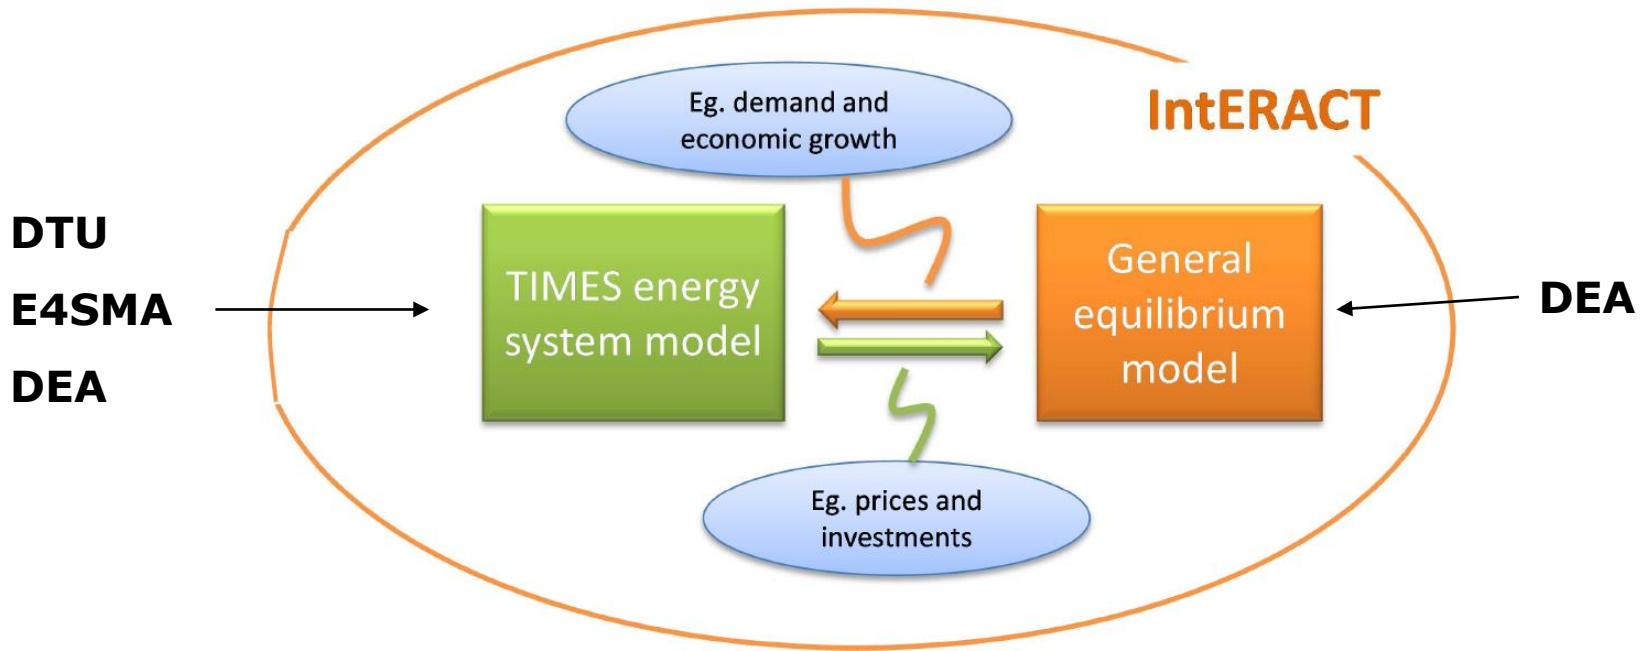 Eg. demand and
economic growth
IntERACT
DTU
E4SMA
DEA
TIMES energy
system model
General
equilibrium
model
DEA
Eg. prices and
investments